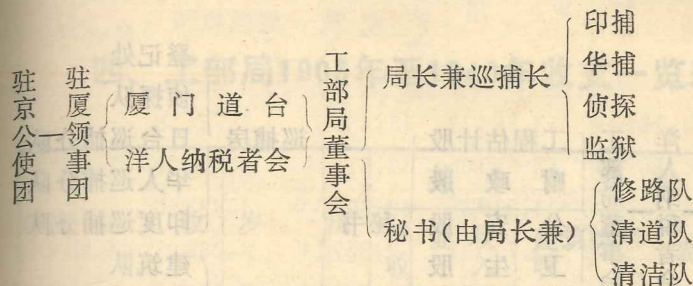 驻京公使团
驻厦领事团
厦门道台
洋人纳税者会
工部局董事会
局长兼巡捕长
印捕
华捕
侦探
监狱
秘书(由局长兼)
修路队
清道队
清洁队